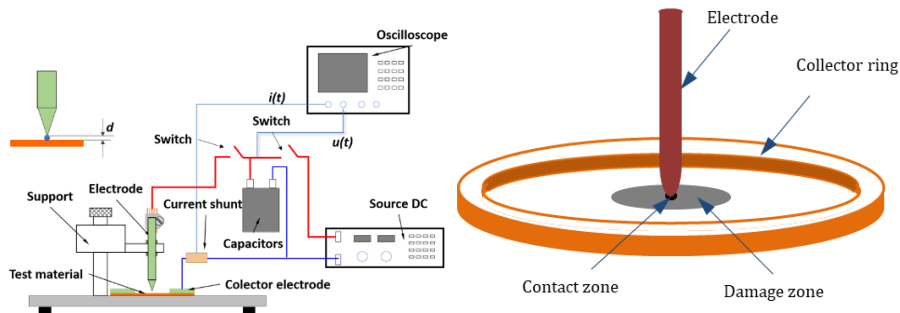 Oscilloscope
i(t)
Switch
Switch
u(t)
d
Support
Electrode
Current shunt
Capacitors
Source DC
Test material
Colector electrode
Electrode
Collector ring
Contact zone
Damage zone